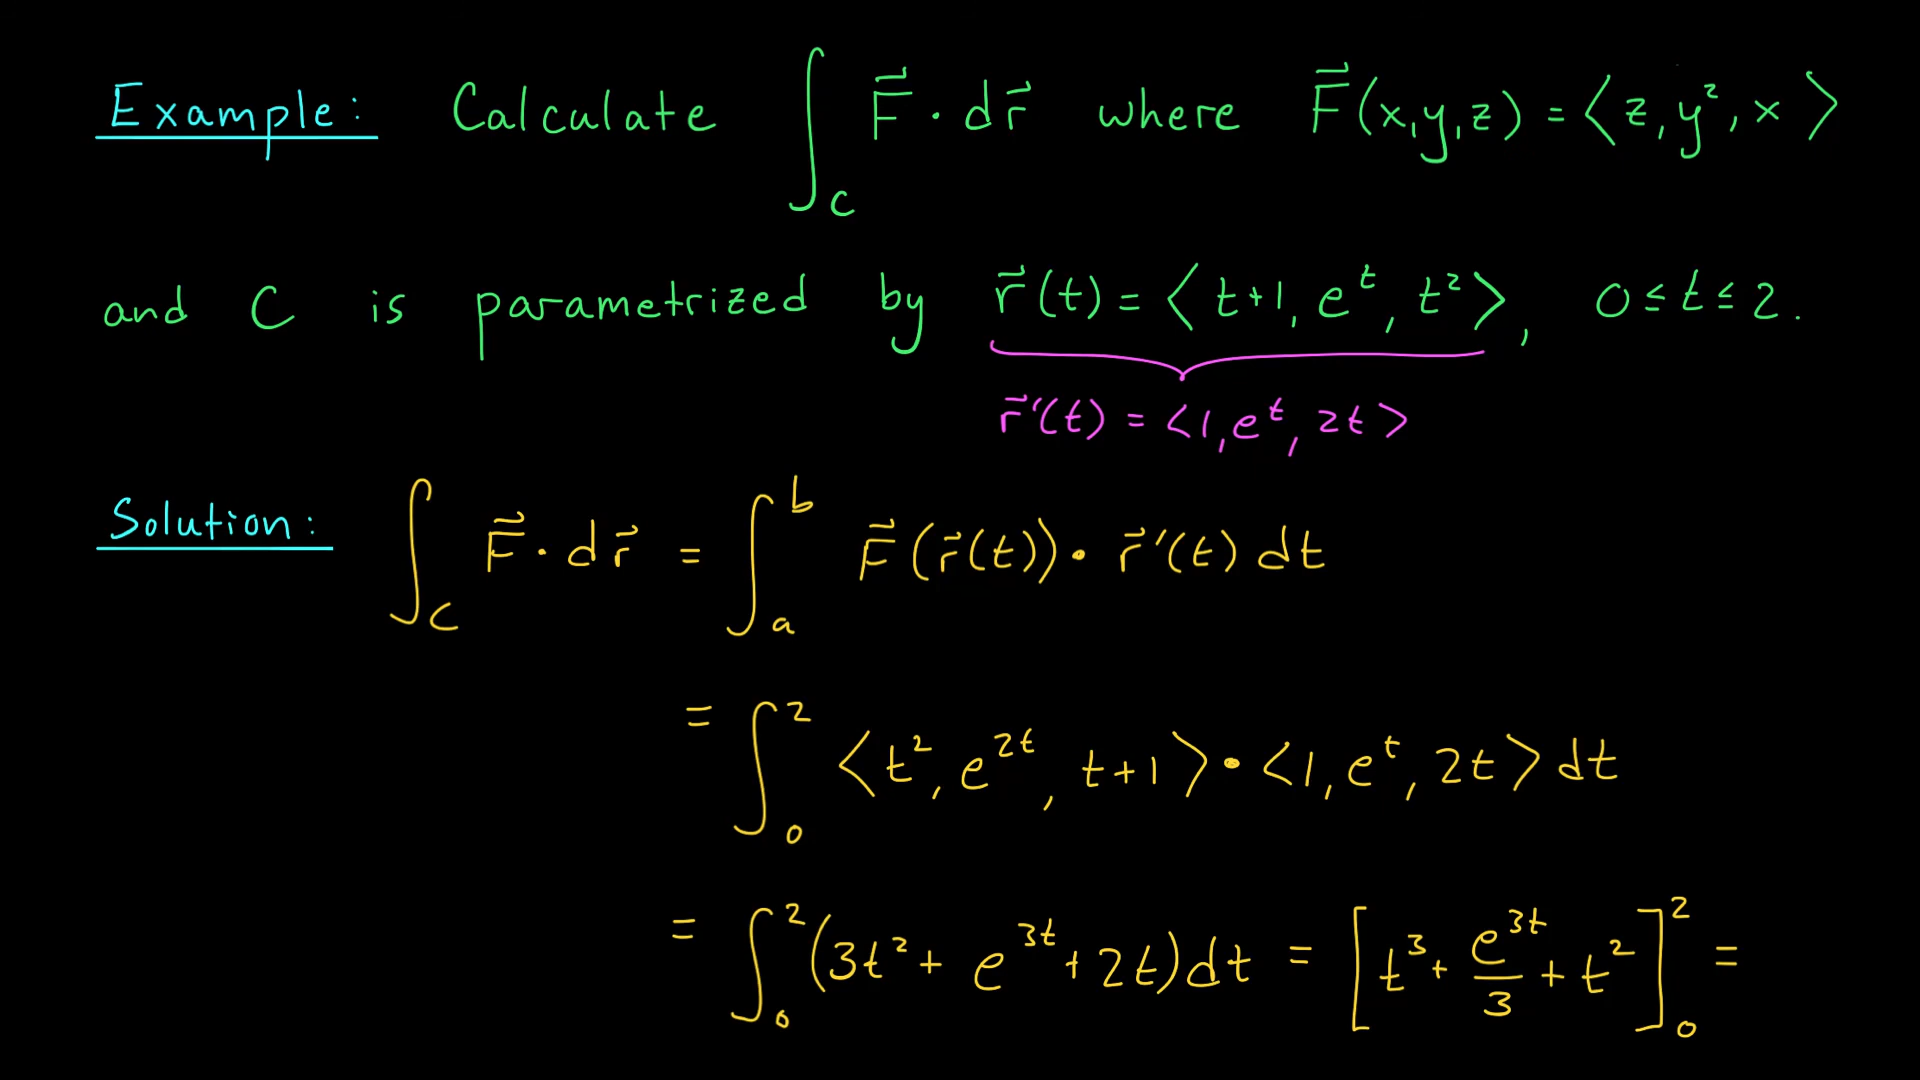 Example: Calculate ∫_C F⃗ · dr⃗ where F⃗(x,y,z) = ⟨z, y², x⟩
and C is parametrized by r⃗(t) = ⟨t+1, e^t, t²⟩, 0 ≤ t ≤ 2.
r⃗'(t) = ⟨1, e^t, 2t⟩
Solution: ∫_C F⃗ · dr⃗ = ∫_a^b F⃗(r⃗(t)) · r⃗'(t) dt
= ∫_0^2 ⟨t², e^{2t}, t+1⟩ · ⟨1, e^t, 2t⟩ dt
= ∫_0^2 (3t² + e^{3t} + 2t) dt = [t³ + e^{3t}/3 + t²]_0^2 =